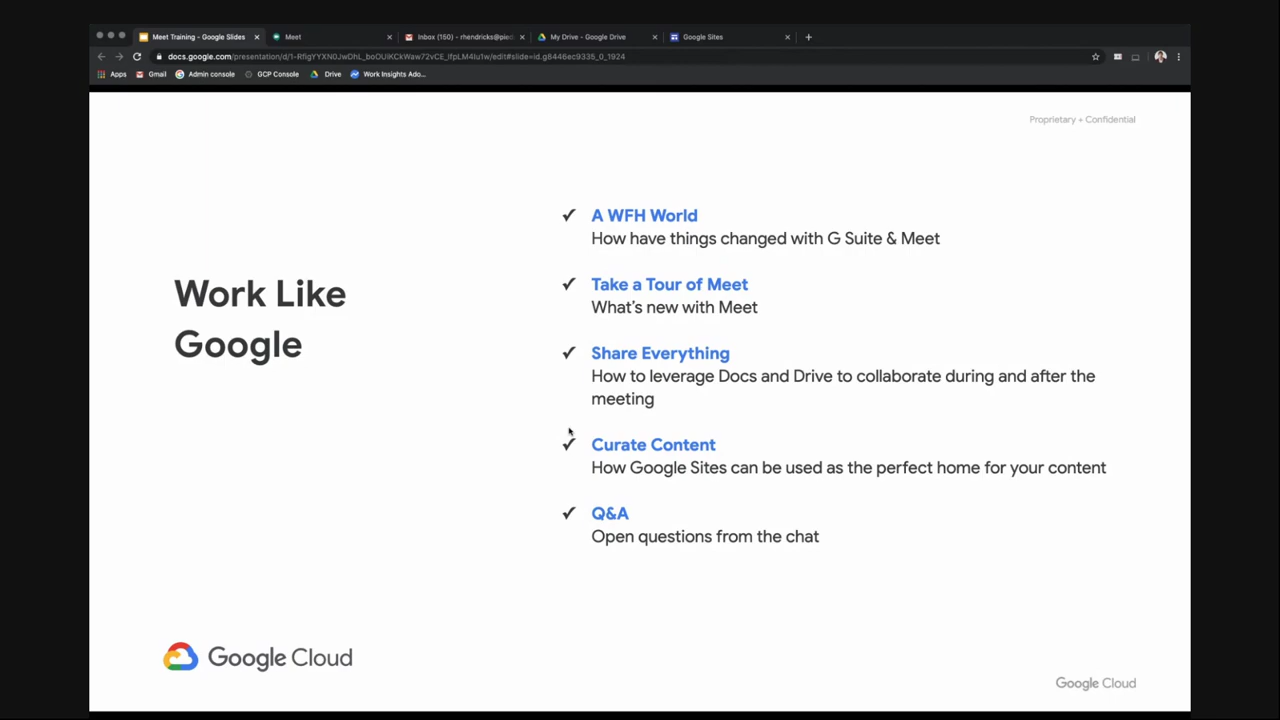 Meet Training - Google Slides
Meet
Inbox (150) - rhendricks@pied
My Drive - Google Drive
Google Sites
Apps
Gmail
Admin console
GCP Console
Drive
Work Insights Ado...
Proprietary + Confidential
Work Like
Google
✓ A WFH World
How have things changed with G Suite & Meet
✓ Take a Tour of Meet
What's new with Meet
✓ Share Everything
How to leverage Docs and Drive to collaborate during and after the
meeting
✓ Curate Content
How Google Sites can be used as the perfect home for your content
✓ Q&A
Open questions from the chat
Google Cloud
Google Cloud